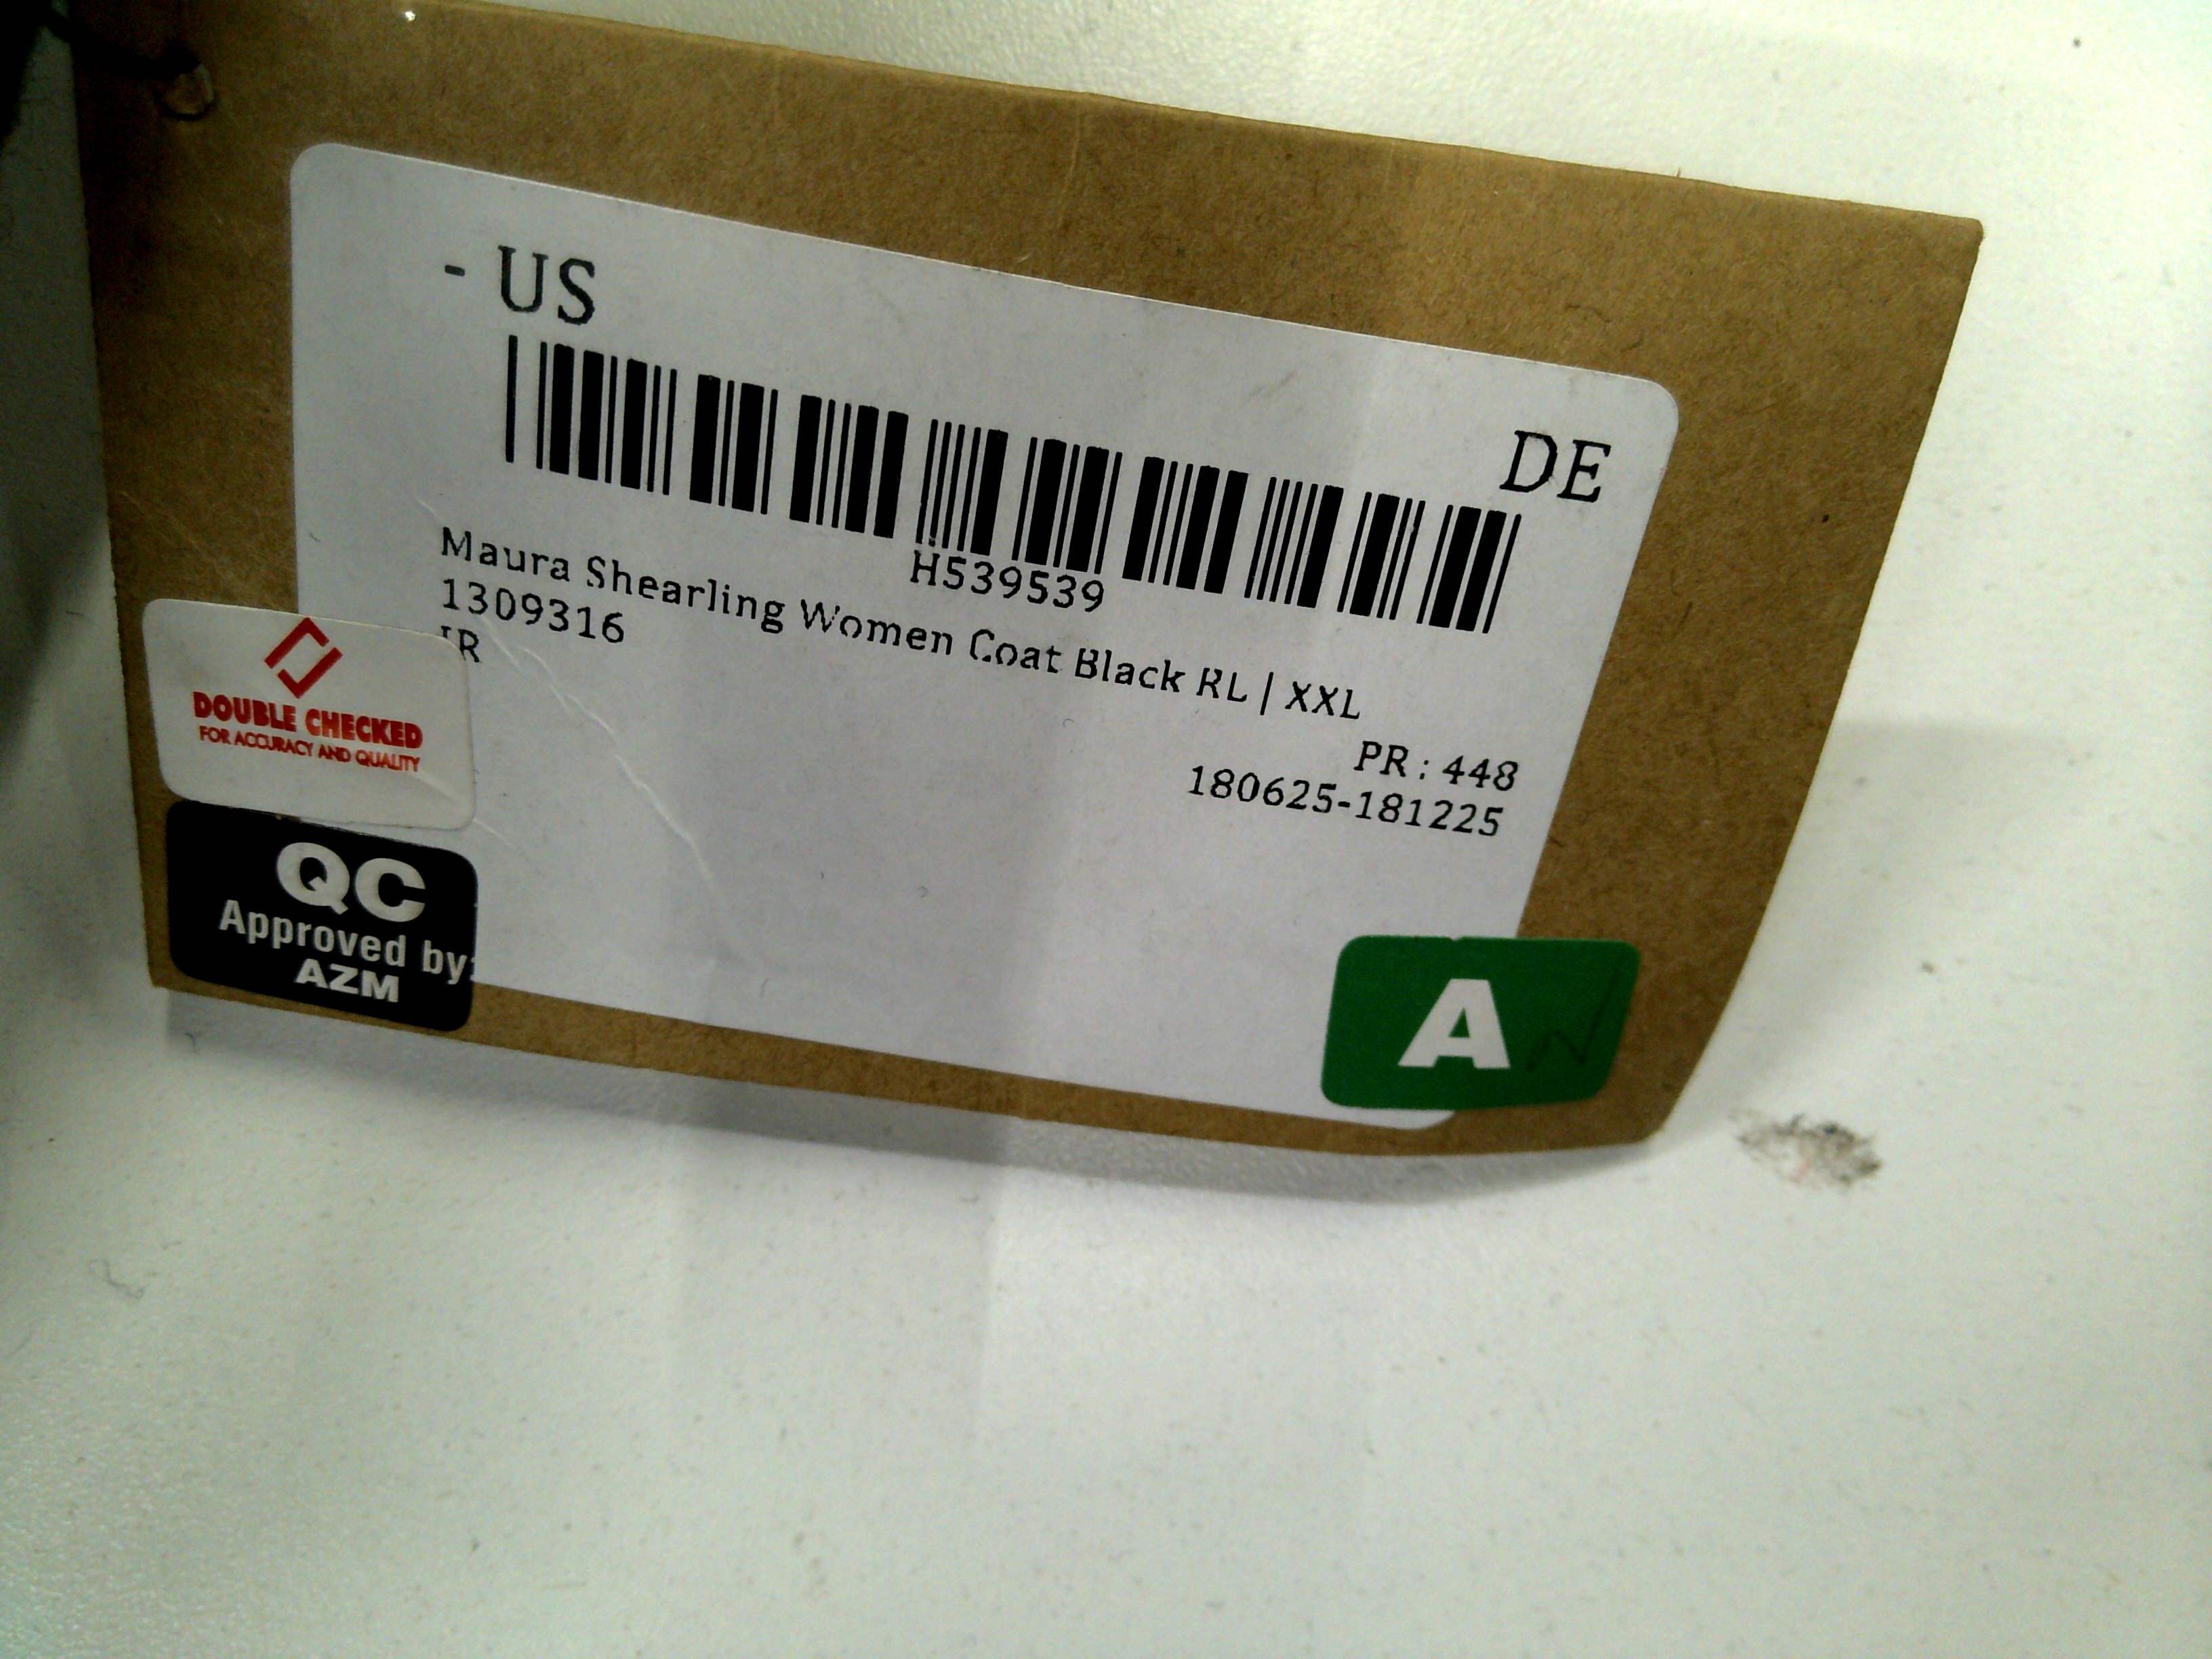 - US
DE
H539539
Maura Shearling Women Coat Black RL | XXL
1309316
PR : 448
180625-181225
DOUBLE CHECKED
FOR ACCURACY AND QUALITY
QC
Approved by:
AZM
A